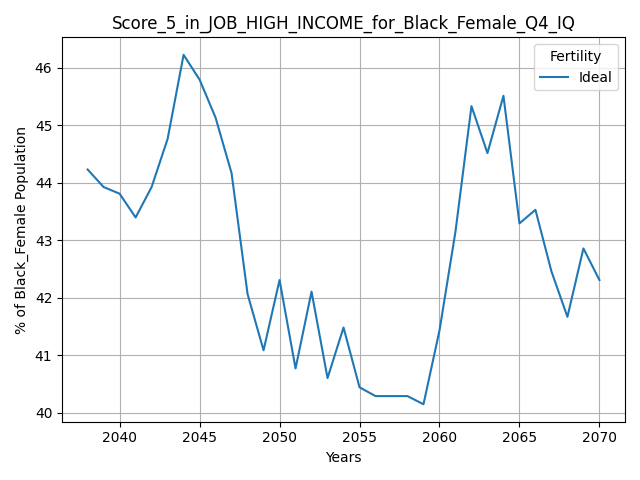 Score_5_in_JOB_HIGH_INCOME_for_Black_Female_Q4_IQ
Fertility
Ideal
% of Black_Female Population
46
45
44
43
42
41
40
2040 2045 2050 2055 2060 2065 2070
Years